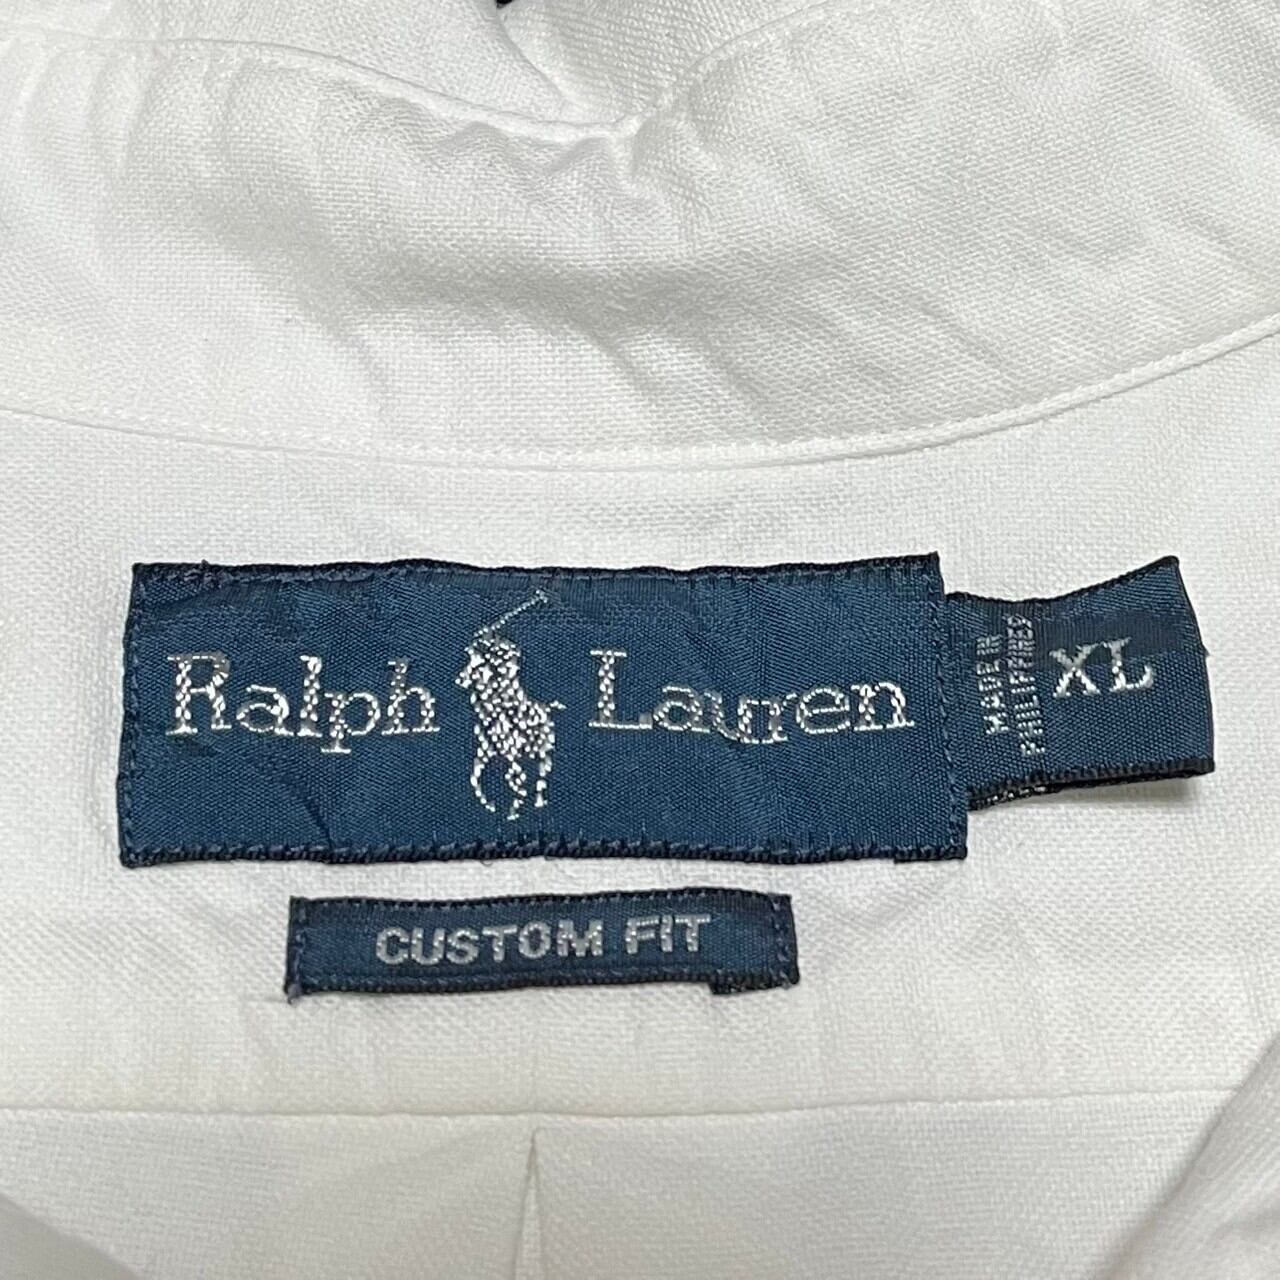 Ralph Lauren
MADE IN
PHILIPPINES
XL
CUSTOM FIT